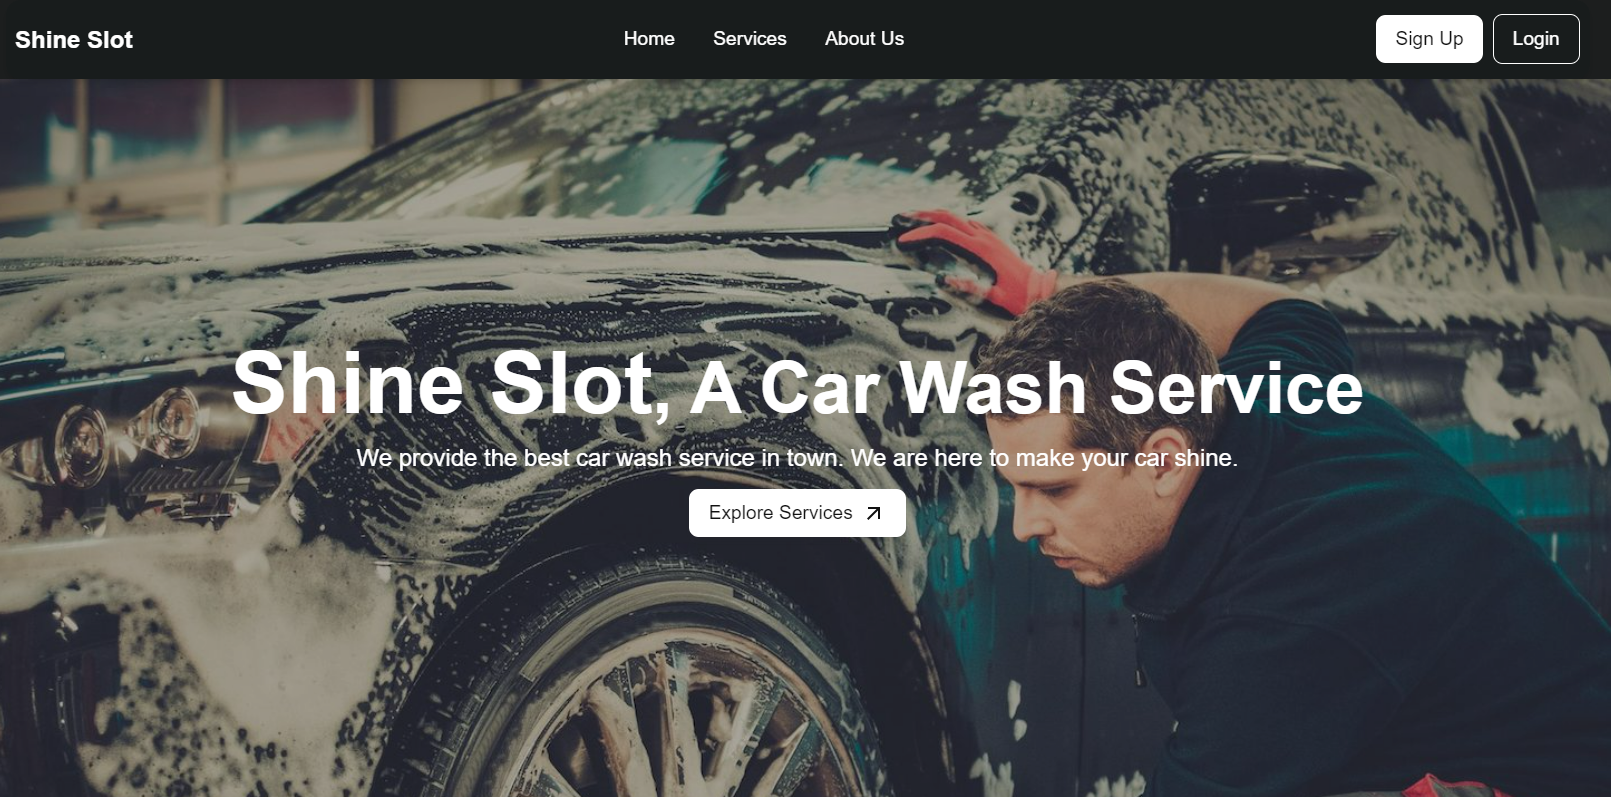 Shine Slot
Home Services About Us
Sign Up Login
Shine Slot, A Car Wash Service
We provide the best car wash service in town. We are here to make your car shine.
Explore Services